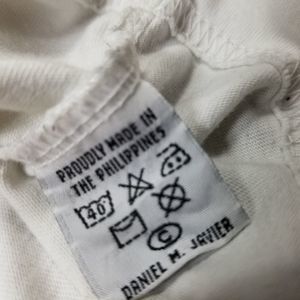 PROUDLY MADE IN
THE PHILIPPINES
40
©
DANIEL M. JAVIER